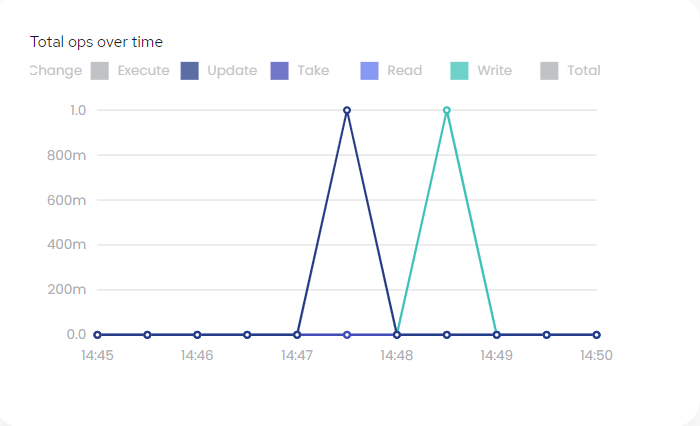 Total ops over time
Change Execute Update Take Read Write Total
1.0
800m
600m
400m
200m
0.0
14:45 14:46 14:47 14:48 14:49 14:50